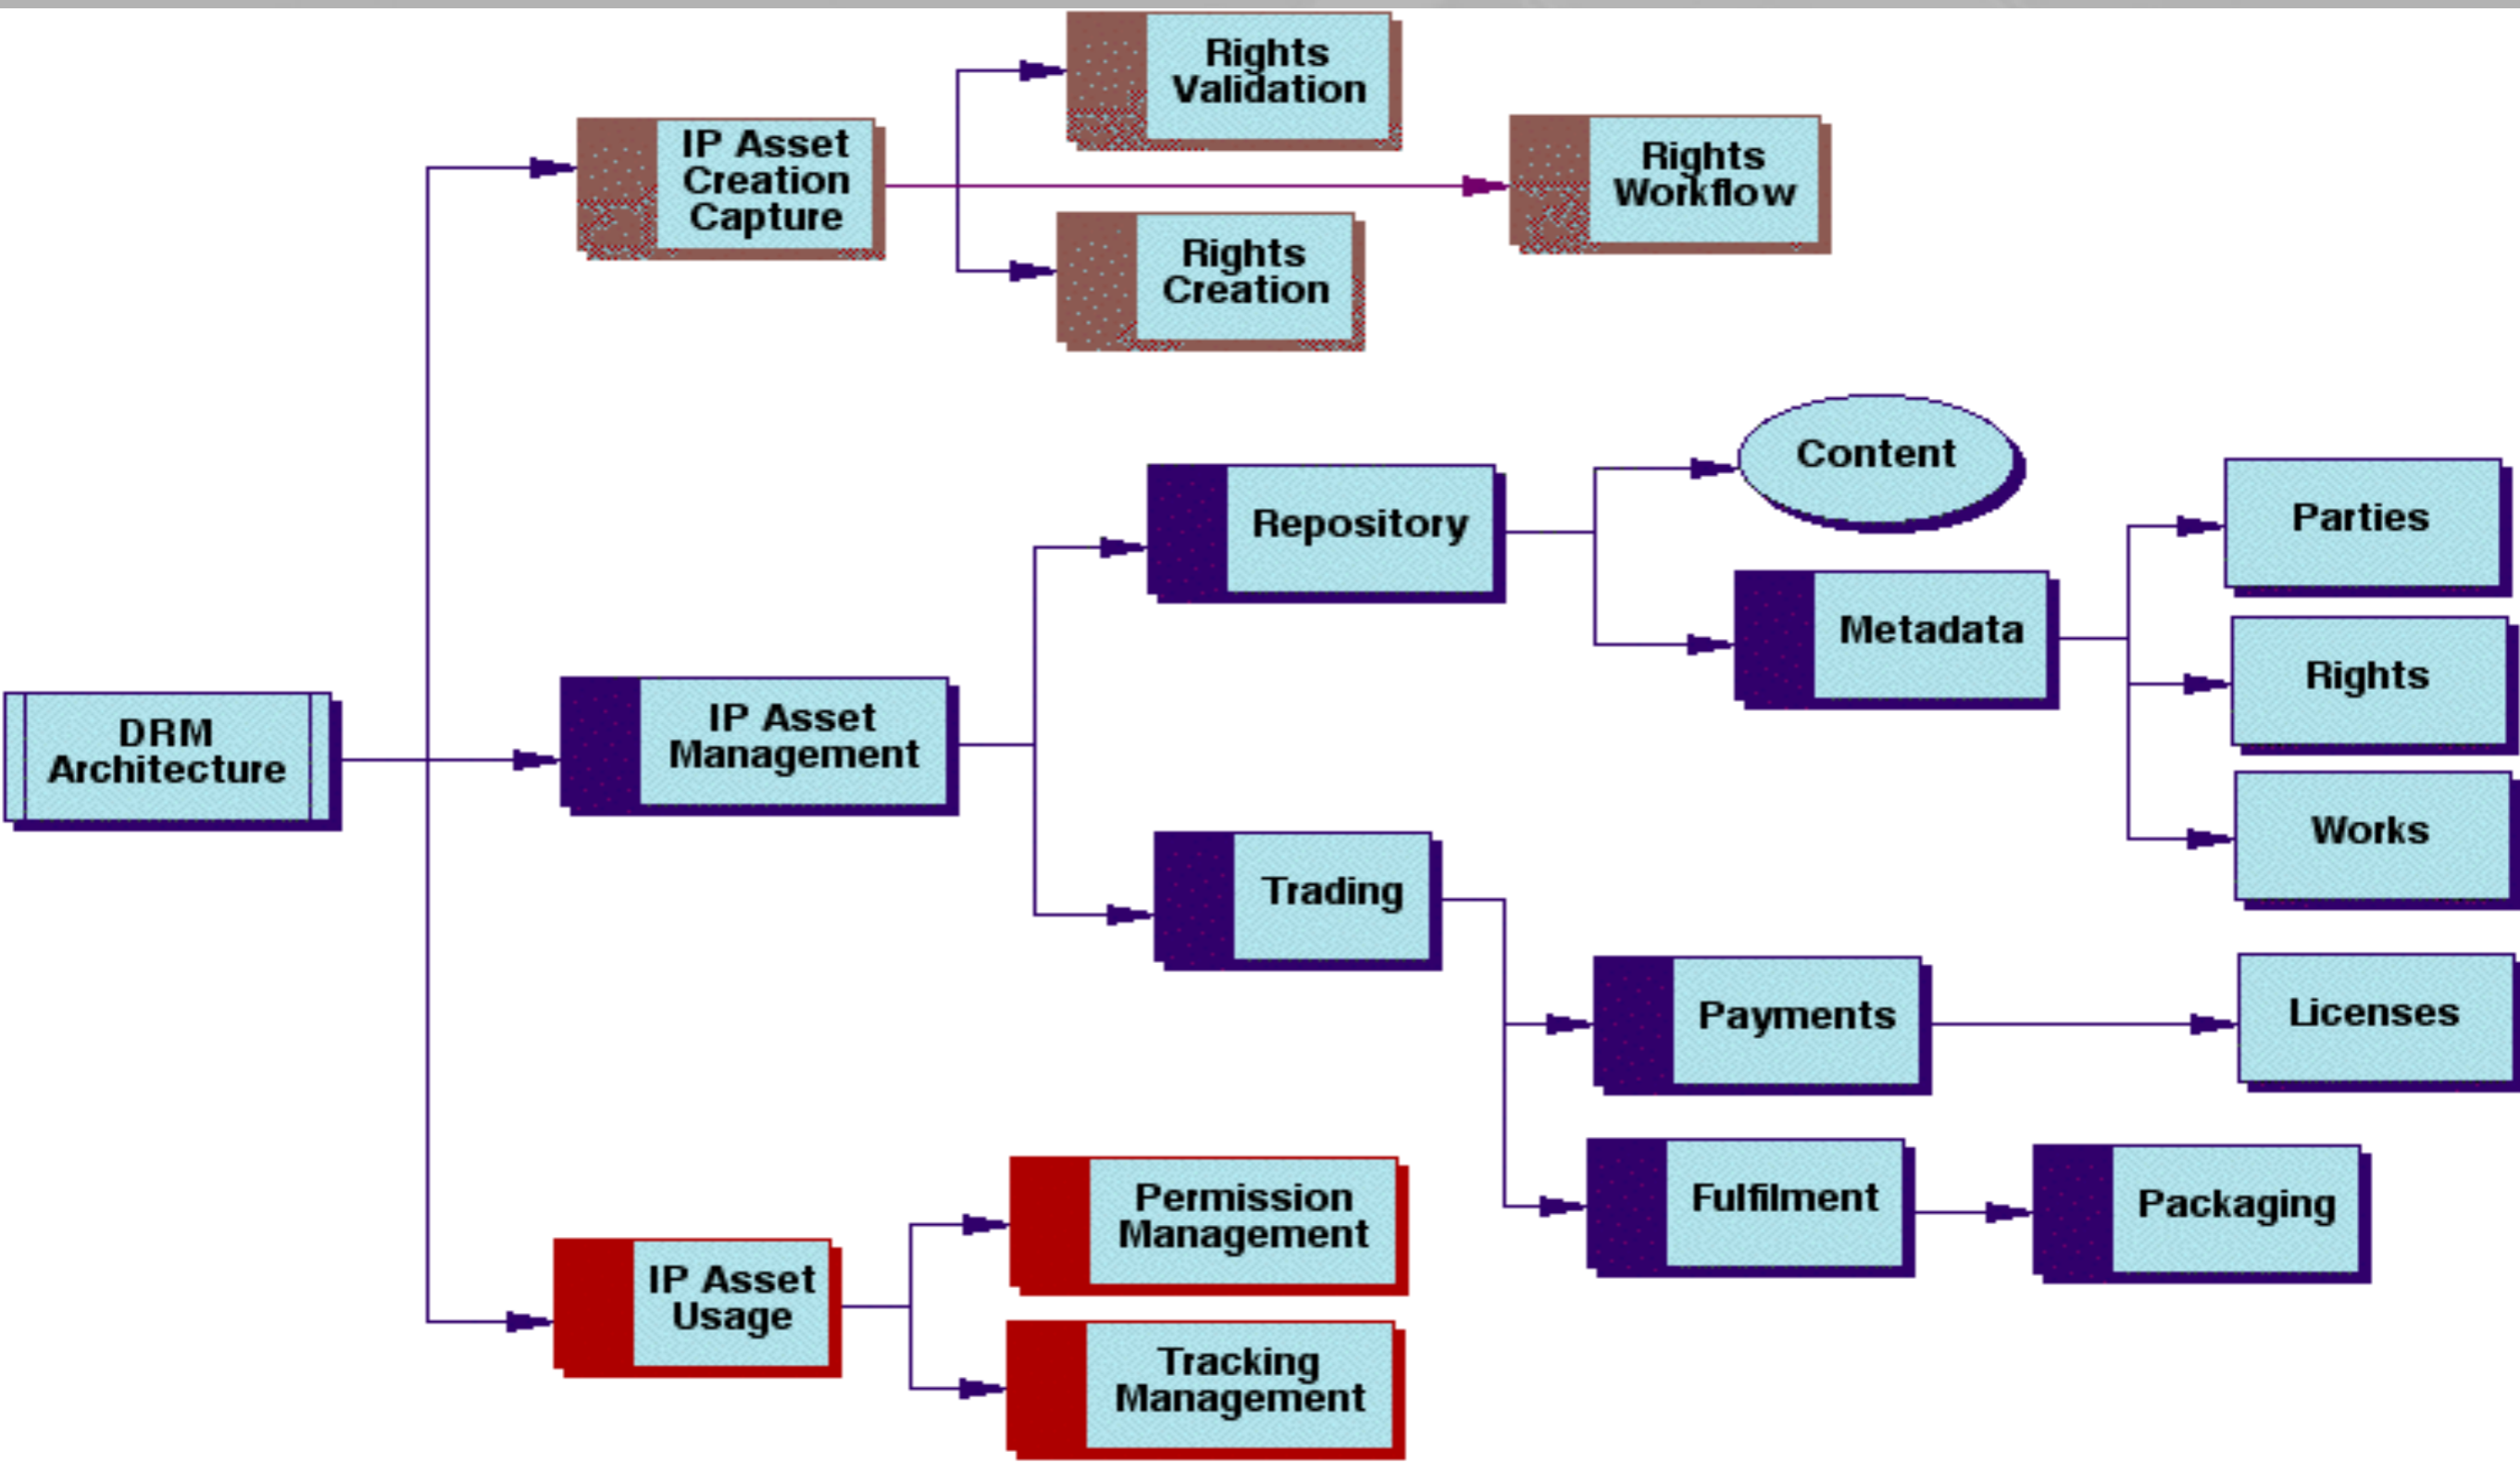 Rights
Validation
IP Asset
Creation
Capture
Rights
Workflow
Rights
Creation
Content
Repository
Parties
Metadata
Rights
DRM
Architecture
IP Asset
Management
Works
Trading
Payments
Licenses
Permission
Management
Fulfilment
Packaging
IP Asset
Usage
Tracking
Management